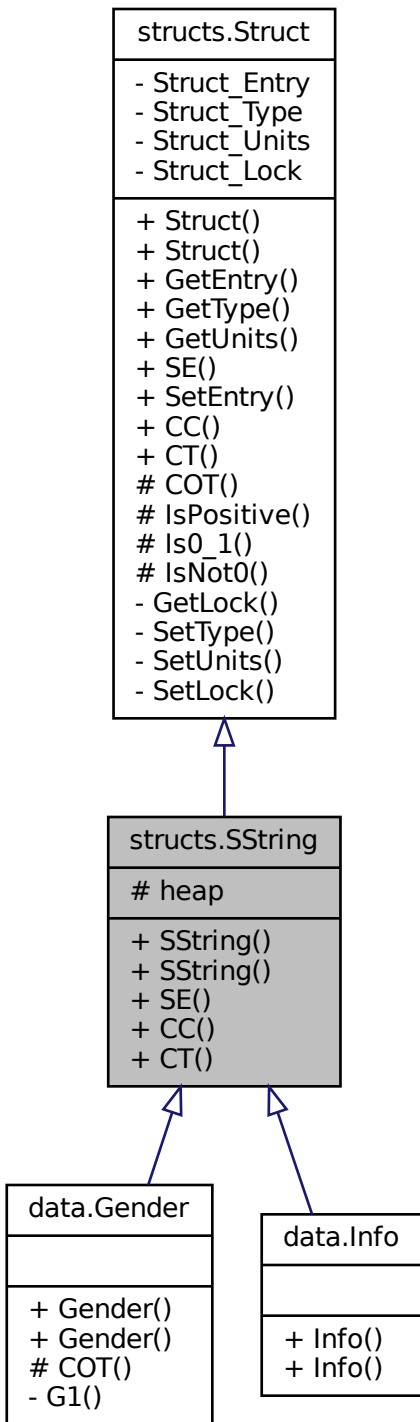 structs.Struct
- Struct_Entry
- Struct_Type
- Struct_Units
- Struct_Lock
+ Struct()
+ Struct()
+ GetEntry()
+ GetType()
+ GetUnits()
+ SE()
+ SetEntry()
+ CC()
+ CT()
# COT()
# IsPositive()
# Is0_1()
# IsNot0()
- GetLock()
- SetType()
- SetUnits()
- SetLock()
structs.SString
# heap
+ SString()
+ SString()
+ SE()
+ CC()
+ CT()
data.Gender
+ Gender()
+ Gender()
# COT()
- G1()
data.Info
+ Info()
+ Info()